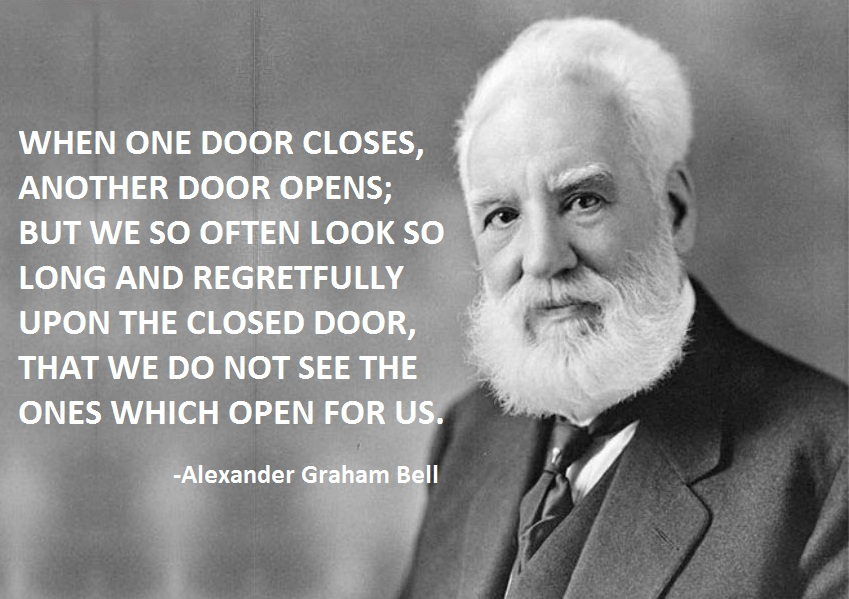 WHEN ONE DOOR CLOSES,
ANOTHER DOOR OPENS;
BUT WE SO OFTEN LOOK SO
LONG AND REGRETFULLY
UPON THE CLOSED DOOR,
THAT WE DO NOT SEE THE
ONES WHICH OPEN FOR US.
-Alexander Graham Bell